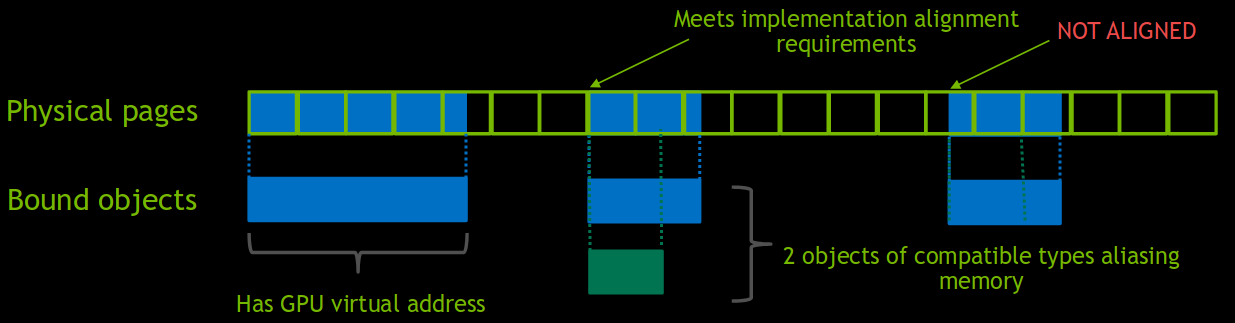 Meets implementation alignment
requirements
NOT ALIGNED
Physical pages
Bound objects
2 objects of compatible types aliasing
memory
Has GPU virtual address